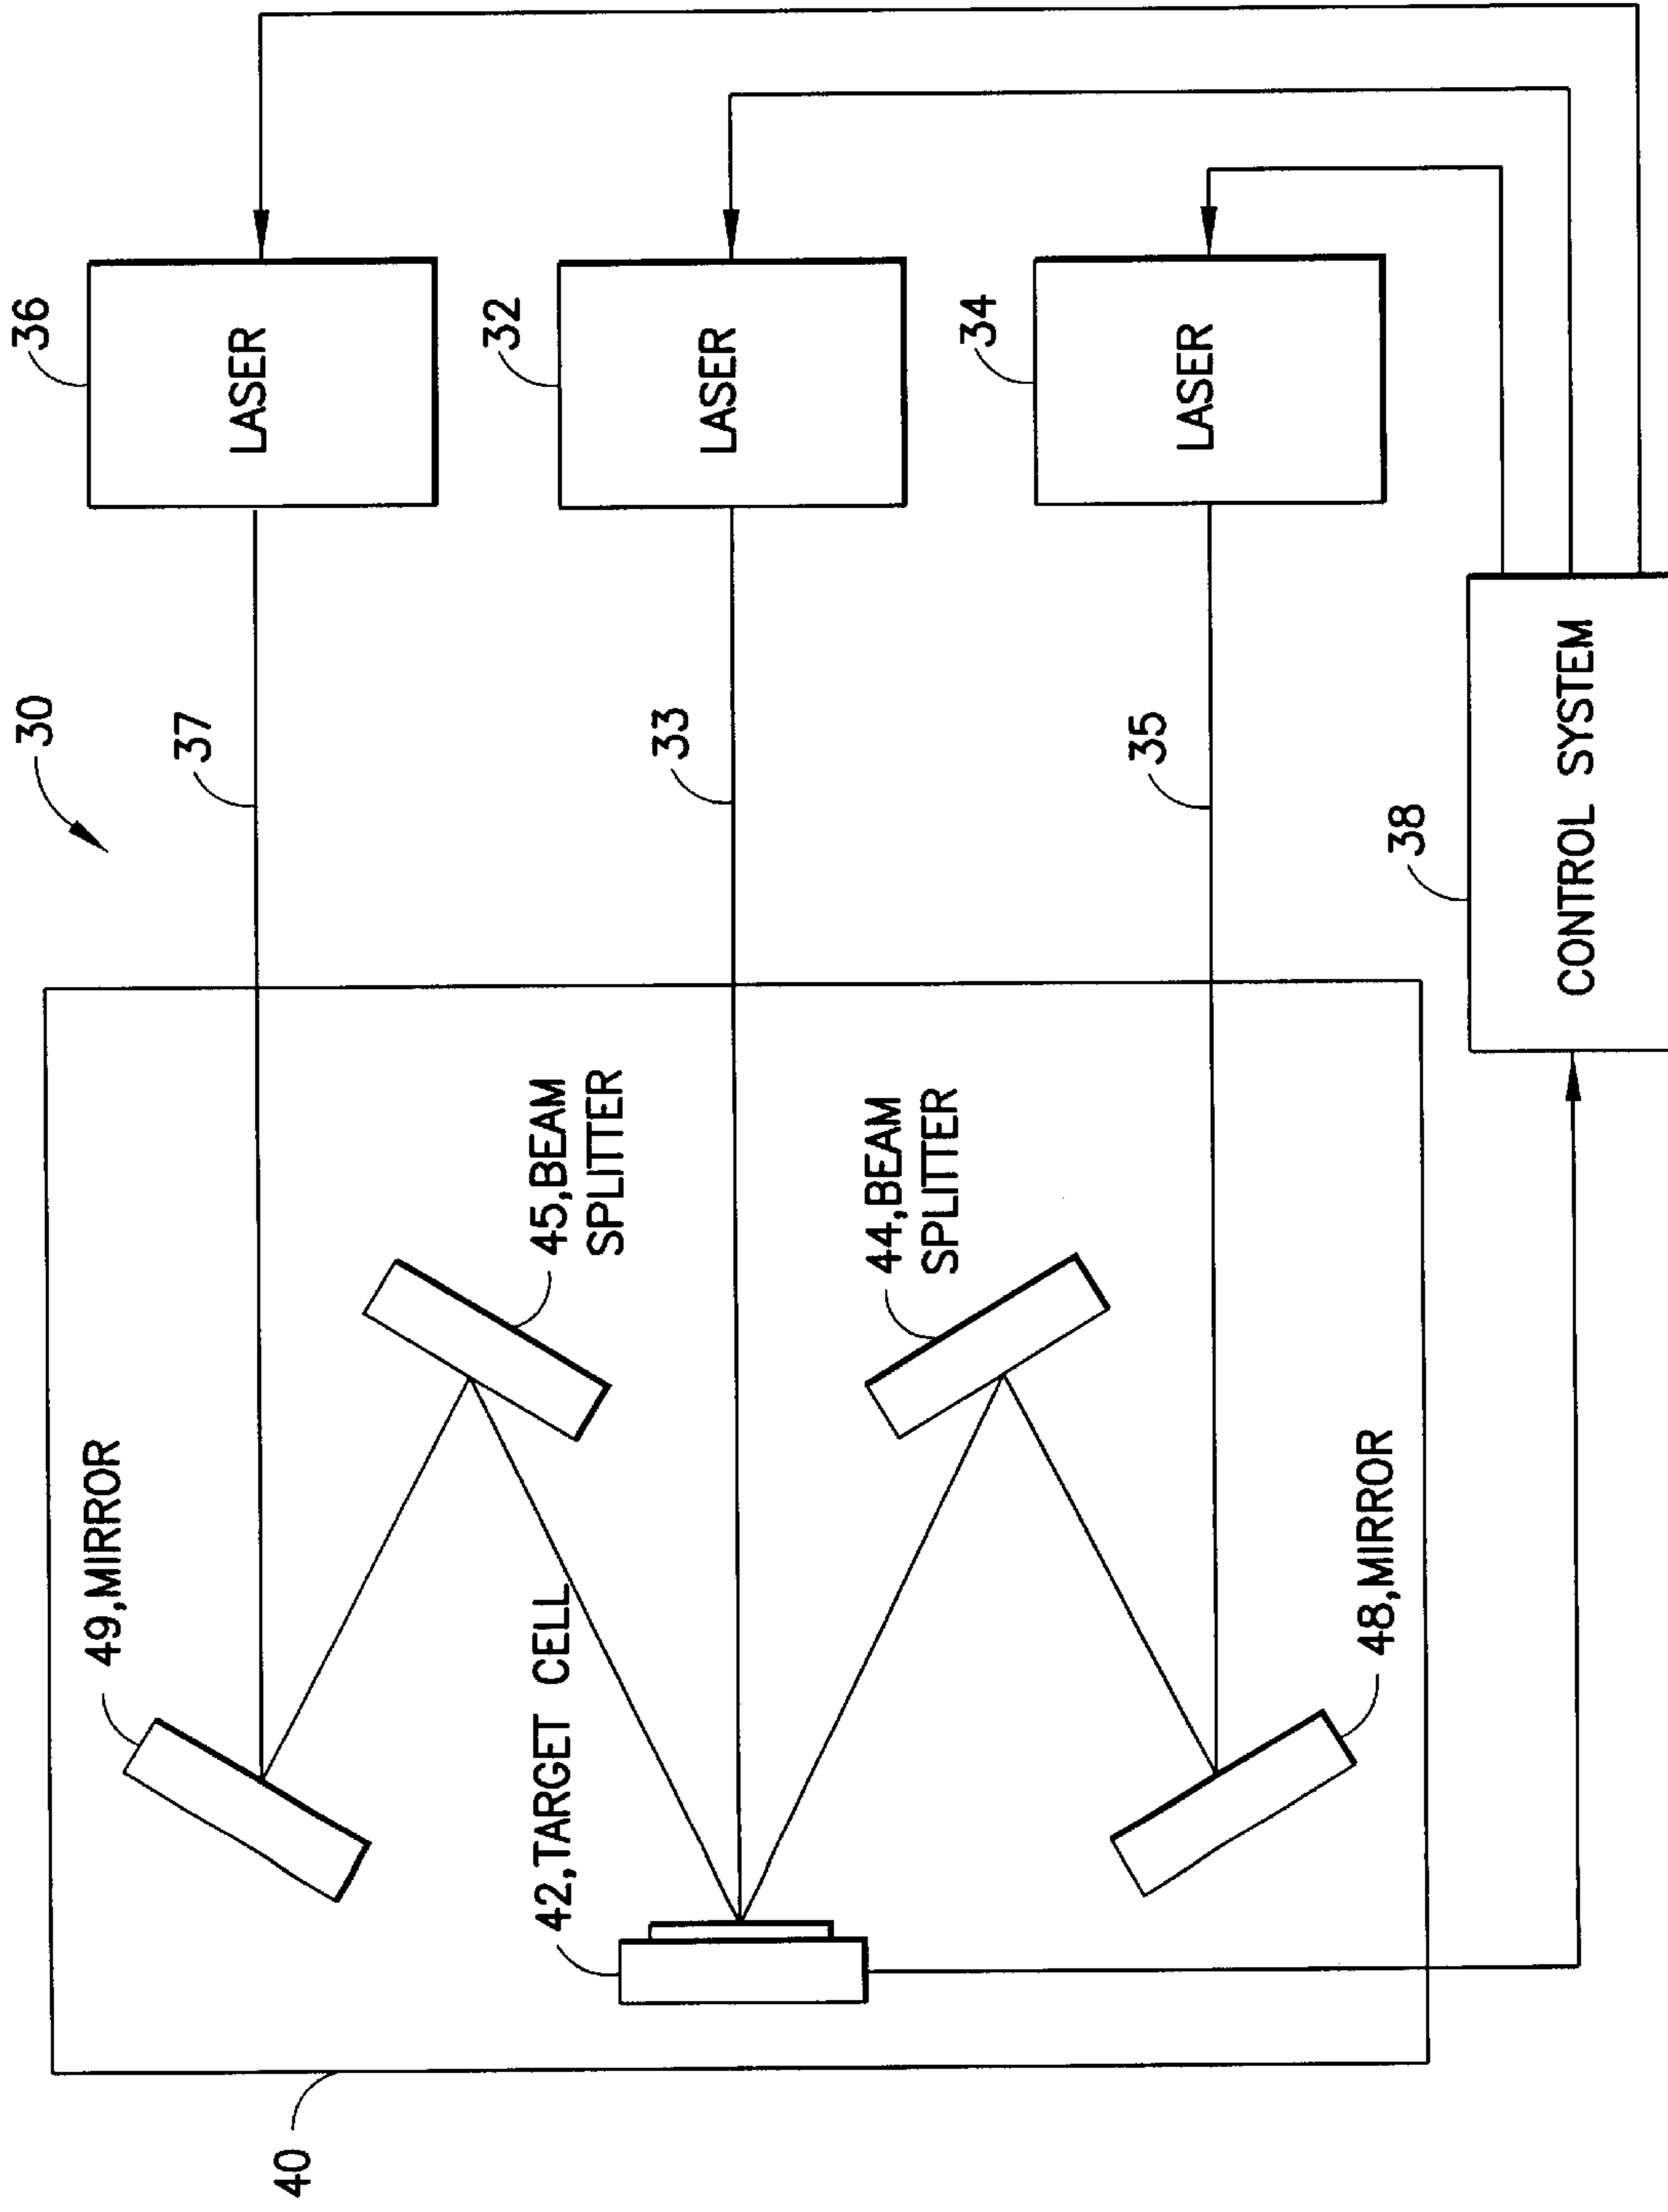 30
36
LASER
32
LASER
34
LASER
37
33
35
38
CONTROL SYSTEM
45,BEAM
SPLITTER
44,BEAM
SPLITTER
49,MIRROR
42,TARGET CELL
48,MIRROR
40